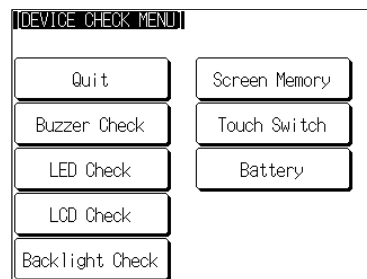 [DEVICE CHECK MENU]
Quit
Screen Memory
Buzzer Check
Touch Switch
LED Check
Battery
LCD Check
Backlight Check